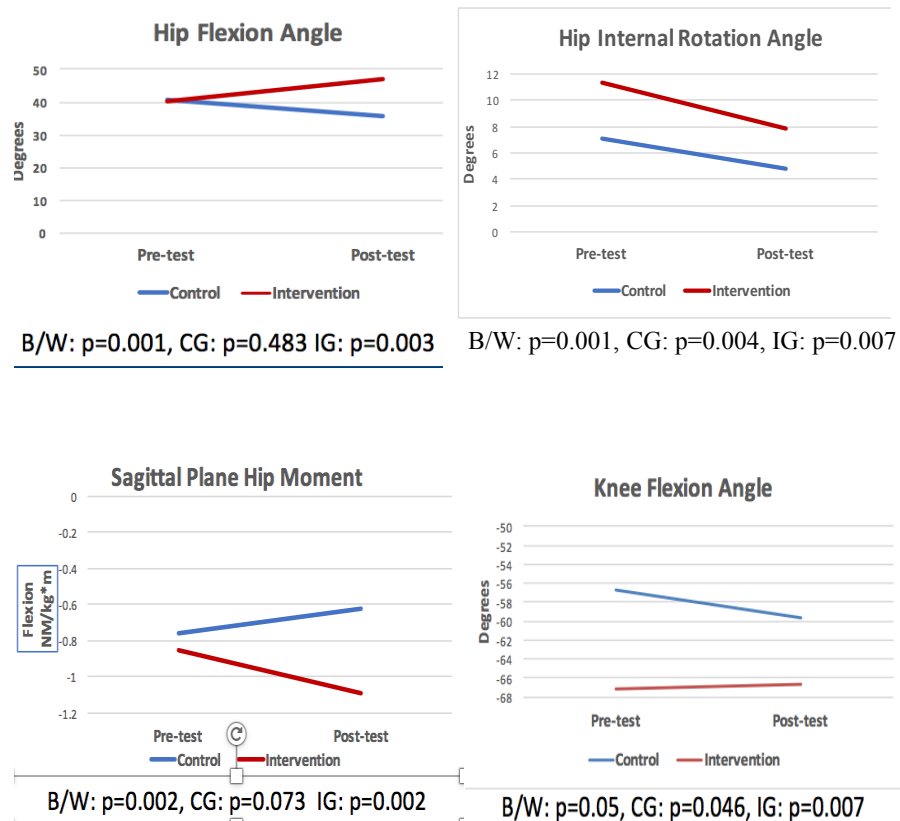 Hip Flexion Angle
50
40
30
20
10
0
Degrees
Pre-test Post-test
Control Intervention
B/W: p=0.001, CG: p=0.483 IG: p=0.003
Hip Internal Rotation Angle
12
10
8
6
4
2
0
Degrees
Pre-test Post-test
Control Intervention
B/W: p=0.001, CG: p=0.004, IG: p=0.007
Sagittal Plane Hip Moment
0
-0.2
-0.4
-0.6
-0.8
-1
-1.2
Flexion
NM/kg*m
Pre-test Post-test
Control Intervention
B/W: p=0.002, CG: p=0.073 IG: p=0.002
Knee Flexion Angle
-50
-52
-54
-56
-58
-60
-62
-64
-66
-68
Degrees
Pre-test Post-test
Control Intervention
B/W: p=0.05, CG: p=0.046, IG: p=0.007